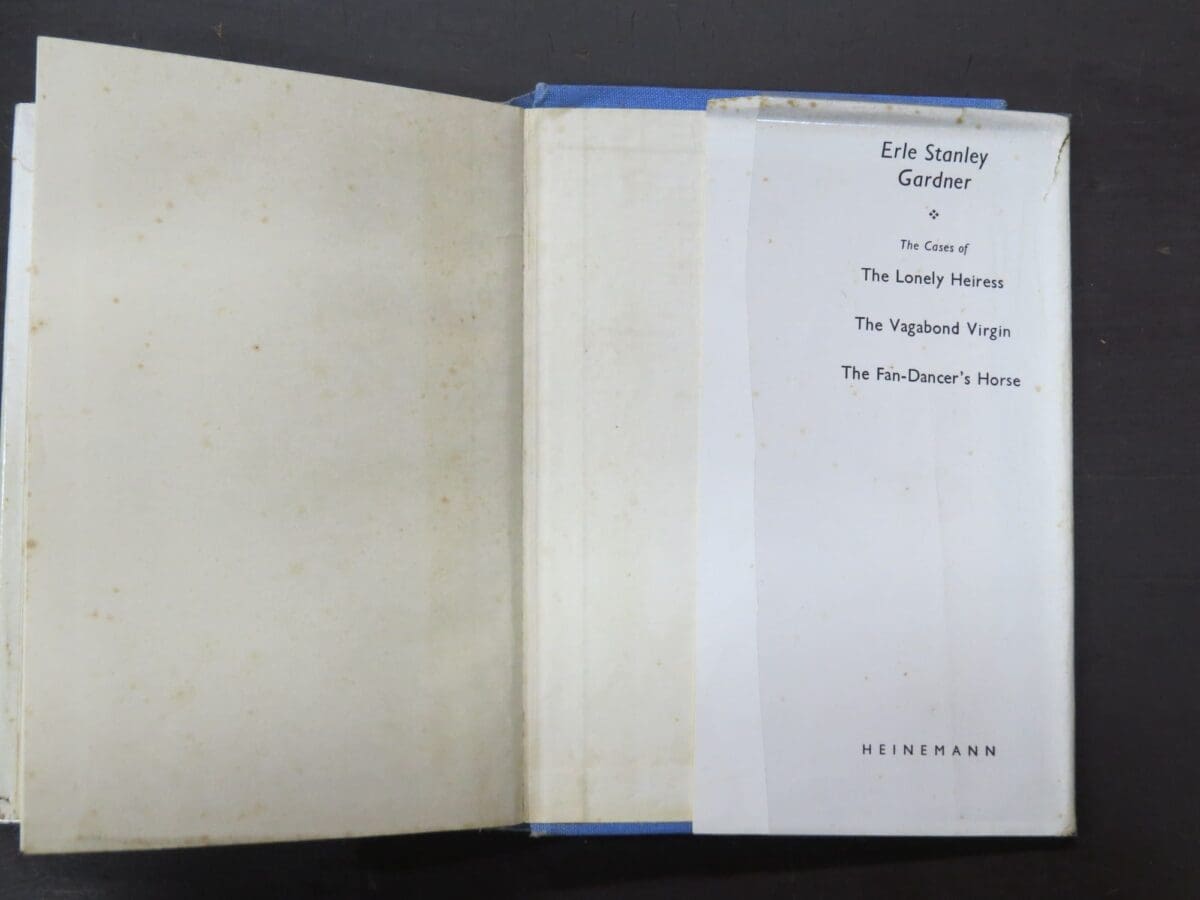 Erle Stanley
Gardner
The Cases of
The Lonely Heiress
The Vagabond Virgin
The Fan-Dancer's Horse
HEINEMANN